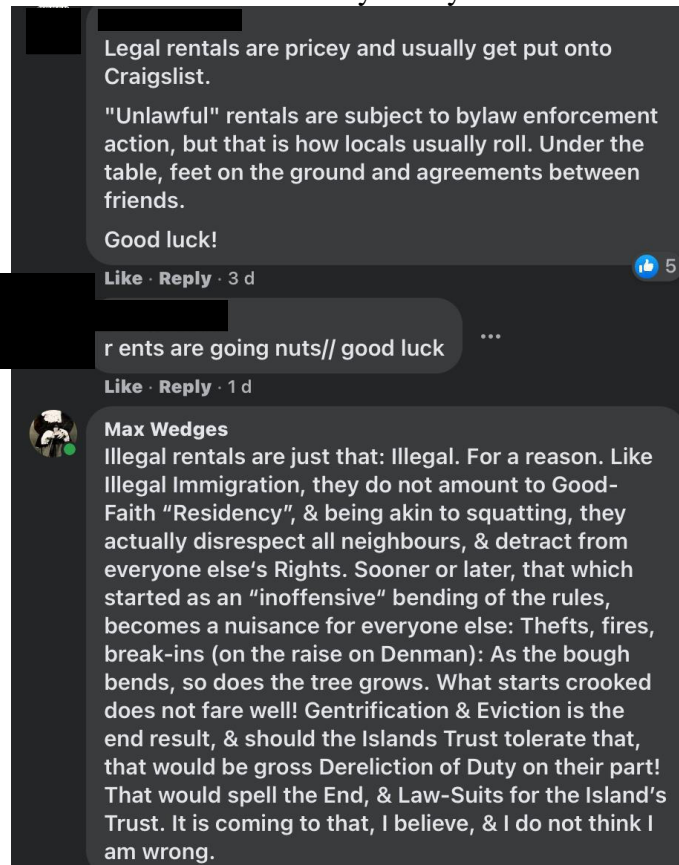 Legal rentals are pricey and usually get put onto
Craigslist.
"Unlawful" rentals are subject to bylaw enforcement
action, but that is how locals usually roll. Under the
table, feet on the ground and agreements between
friends.
Good luck!
5
Like · Reply · 3 d
r ents are going nuts// good luck
Like · Reply · 1 d
Max Wedges
Illegal rentals are just that: Illegal. For a reason. Like
Illegal Immigration, they do not amount to Good-
Faith “Residency”, & being akin to squatting, they
actually disrespect all neighbours, & detract from
everyone else‘s Rights. Sooner or later, that which
started as an “inoffensive“ bending of the rules,
becomes a nuisance for everyone else: Thefts, fires,
break-ins (on the raise on Denman): As the bough
bends, so does the tree grows. What starts crooked
does not fare well! Gentrification & Eviction is the
end result, & should the Islands Trust tolerate that,
that would be gross Dereliction of Duty on their part!
That would spell the End, & Law-Suits for the Island’s
Trust. It is coming to that, I believe, & I do not think I
am wrong.